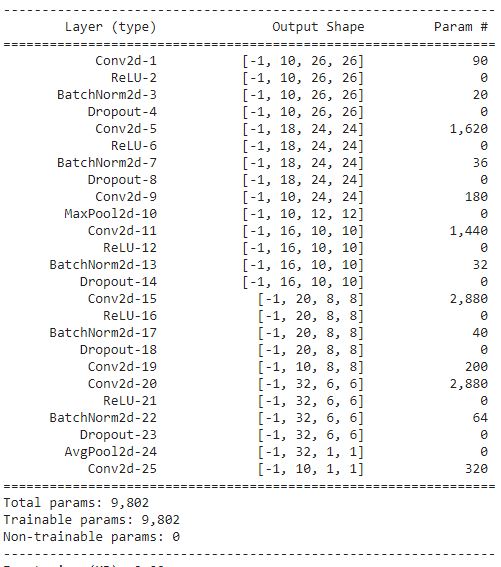 ----------------------------------------------------------------
Layer (type) Output Shape Param #
================================================================
Conv2d-1 [-1, 10, 26, 26] 90
ReLU-2 [-1, 10, 26, 26] 0
BatchNorm2d-3 [-1, 10, 26, 26] 20
Dropout-4 [-1, 10, 26, 26] 0
Conv2d-5 [-1, 18, 24, 24] 1,620
ReLU-6 [-1, 18, 24, 24] 0
BatchNorm2d-7 [-1, 18, 24, 24] 36
Dropout-8 [-1, 18, 24, 24] 0
Conv2d-9 [-1, 10, 24, 24] 180
MaxPool2d-10 [-1, 10, 12, 12] 0
Conv2d-11 [-1, 16, 10, 10] 1,440
ReLU-12 [-1, 16, 10, 10] 0
BatchNorm2d-13 [-1, 16, 10, 10] 32
Dropout-14 [-1, 16, 10, 10] 0
Conv2d-15 [-1, 20, 8, 8] 2,880
ReLU-16 [-1, 20, 8, 8] 0
BatchNorm2d-17 [-1, 20, 8, 8] 40
Dropout-18 [-1, 20, 8, 8] 0
Conv2d-19 [-1, 10, 8, 8] 200
Conv2d-20 [-1, 32, 6, 6] 2,880
ReLU-21 [-1, 32, 6, 6] 0
BatchNorm2d-22 [-1, 32, 6, 6] 64
Dropout-23 [-1, 32, 6, 6] 0
AvgPool2d-24 [-1, 32, 1, 1] 0
Conv2d-25 [-1, 10, 1, 1] 320
================================================================
Total params: 9,802
Trainable params: 9,802
Non-trainable params: 0
----------------------------------------------------------------